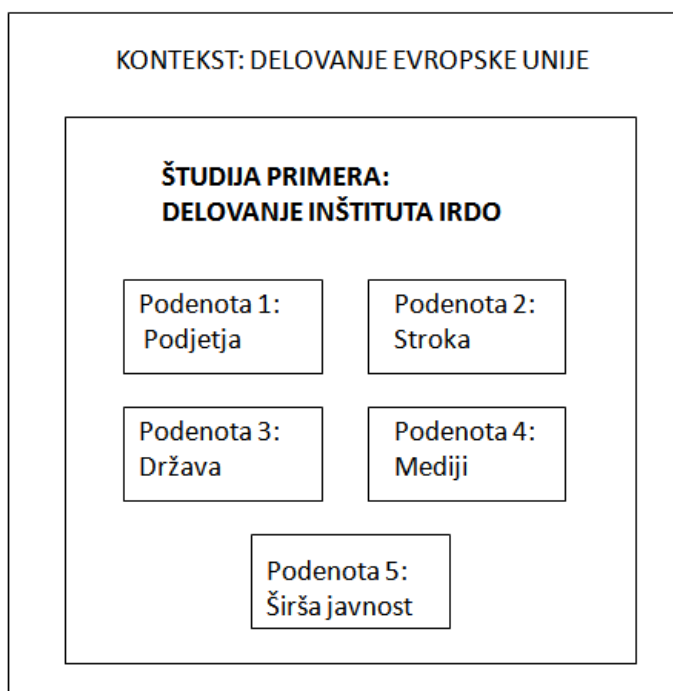 KONTEKST: DELOVANJE EVROPSKE UNIJE
ŠTUDIJA PRIMERA:
DELOVANJE INŠTITUTA IRDO
Podenota 1:
Podjetja
Podenota 2:
Stroka
Podenota 3:
Država
Podenota 4:
Mediji
Podenota 5:
Širša javnost